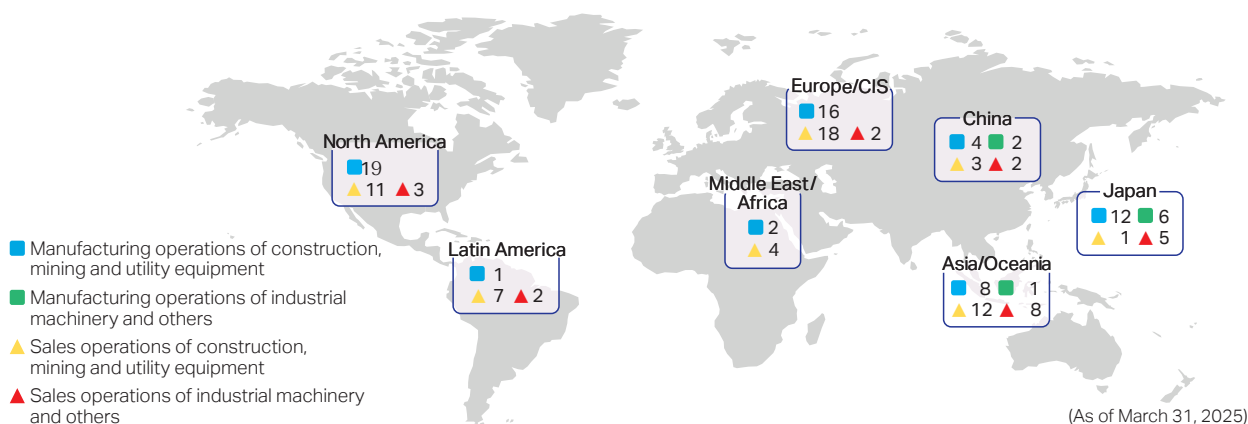 Europe/CIS
16
18 2
China
4 2
3 2
North America
19
11 3
Middle East/
Africa
2
4
Japan
12 6
1 5
Latin America
1
7 2
Asia/Oceania
8 1
12 8
Manufacturing operations of construction,
mining and utility equipment
Manufacturing operations of industrial
machinery and others
Sales operations of construction,
mining and utility equipment
Sales operations of industrial machinery
and others
(As of March 31, 2025)